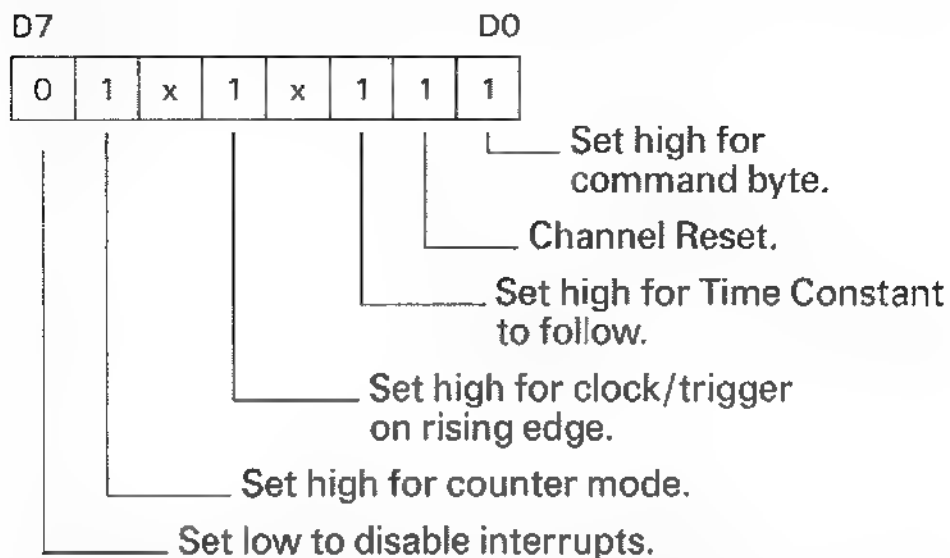 D7 D0
0 1 x 1 x 1 1 1
Set high for
command byte.
Channel Reset.
Set high for Time Constant
to follow.
Set high for clock/trigger
on rising edge.
Set high for counter mode.
Set low to disable interrupts.